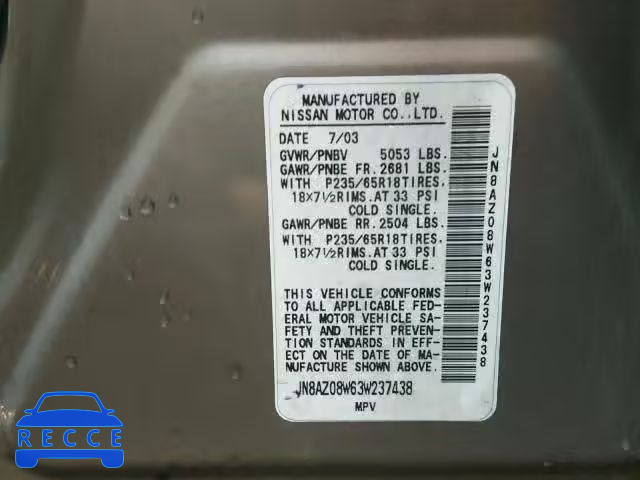 MANUFACTURED BY
NISSAN MOTOR CO.,LTD.
DATE 7/03
GVWR/PNBV 5053 LBS.
GAWR/PNBE FR. 2681 LBS.
WITH P235/65R18TIRES.
18X7½RIMS.AT 33 PSI
COLD SINGLE.
GAWR/PNBE RR. 2504 LBS.
WITH P235/65R18TIRES.
18X7½RIMS.AT 33 PSI
COLD SINGLE.
THIS VEHICLE CONFORMS
TO ALL APPLICABLE FED-
ERAL MOTOR VEHICLE SA-
FETY AND THEFT PREVEN-
TION STANDARDS IN EFF-
ECT ON THE DATE OF MA-
NUFACTURE SHOWN ABOVE.
JN8AZ08W63W237438
MPV
JN8AZ08W63W237438
RECCE